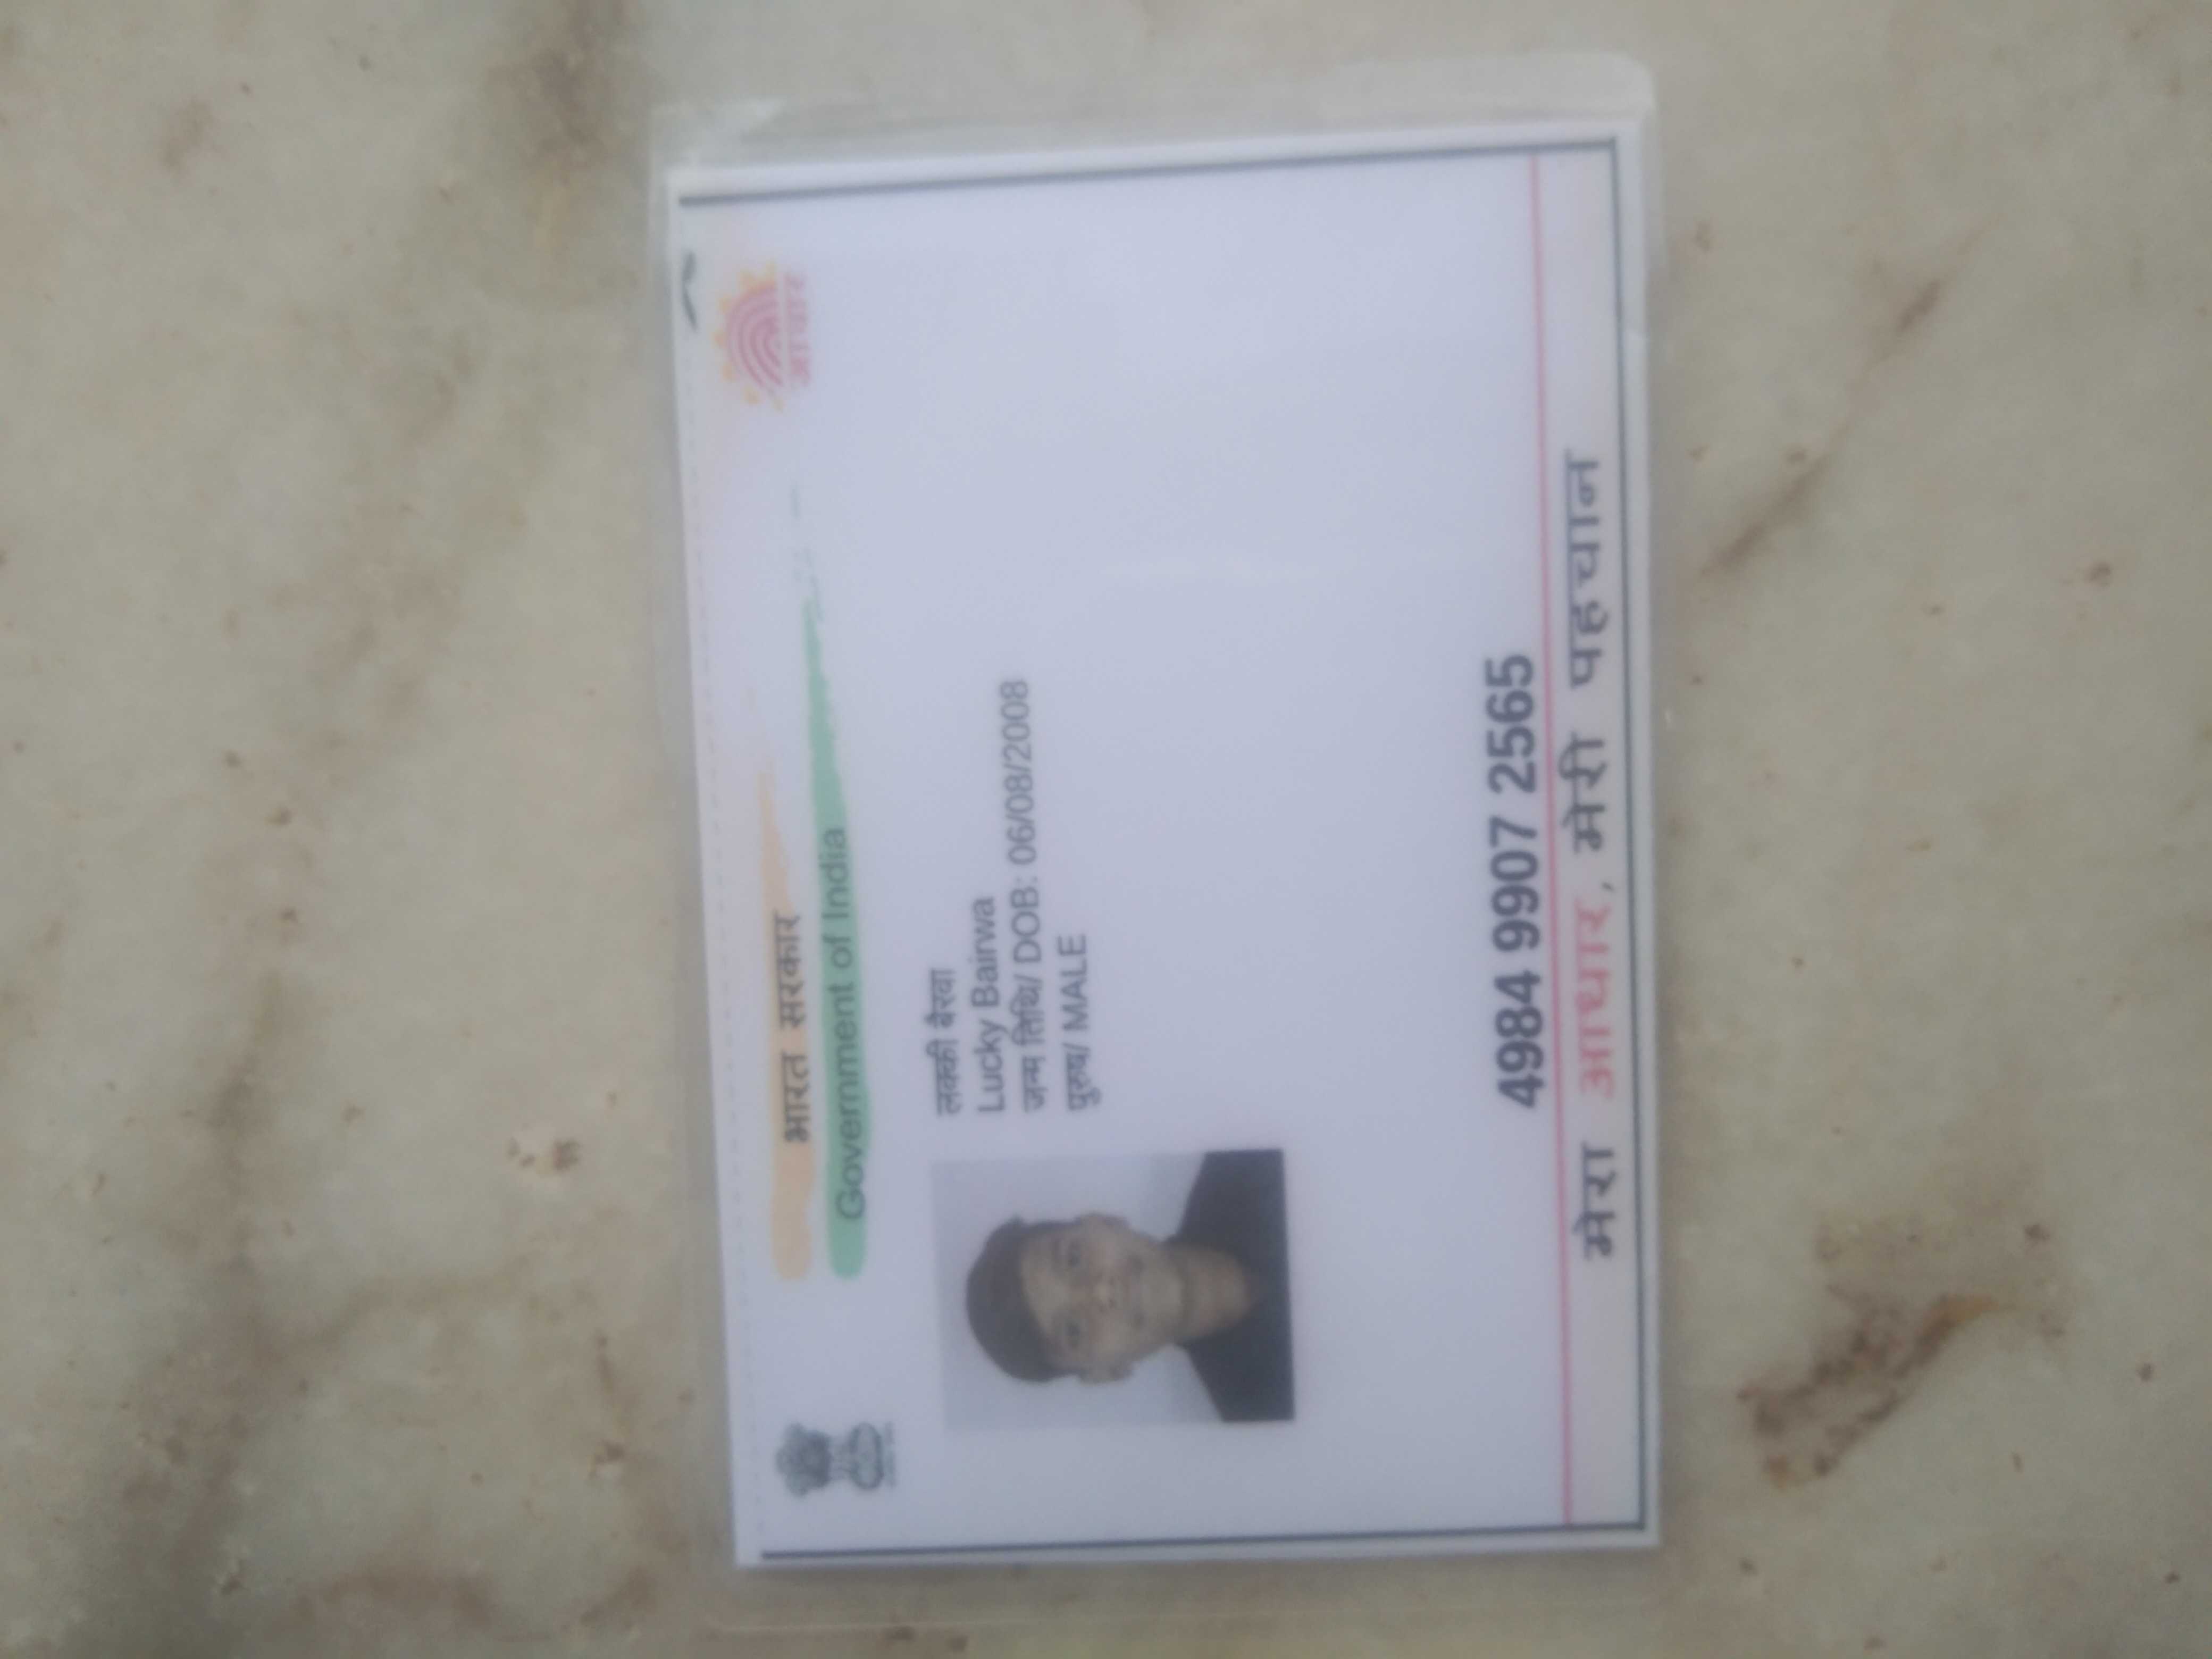 भारत सरकार
Government of India
आधार
लक्की बैरवा
Lucky Bairwa
जन्म तिथि/ DOB: 06/08/2008
पुरुष/ MALE
4984 9907 2565
मेरा आधार, मेरी पहचान